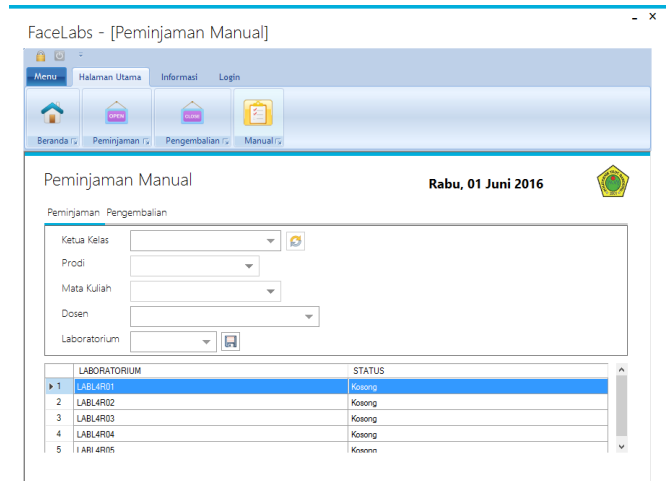 FaceLabs - [Peminjaman Manual]
Menu Halaman Utama Informasi Login
OPEN CLOSE
Beranda Peminjaman Pengembalian Manual
Peminjaman Manual Rabu, 01 Juni 2016
Peminjaman Pengembalian
Ketua Kelas
Prodi
Mata Kuliah
Dosen
Laboratorium
LABORATORIUM STATUS
1 LABL4R01 Kosong
2 LABL4R02 Kosong
3 LABL4R03 Kosong
4 LABL4R04 Kosong
5 LABL4R05 Kosong